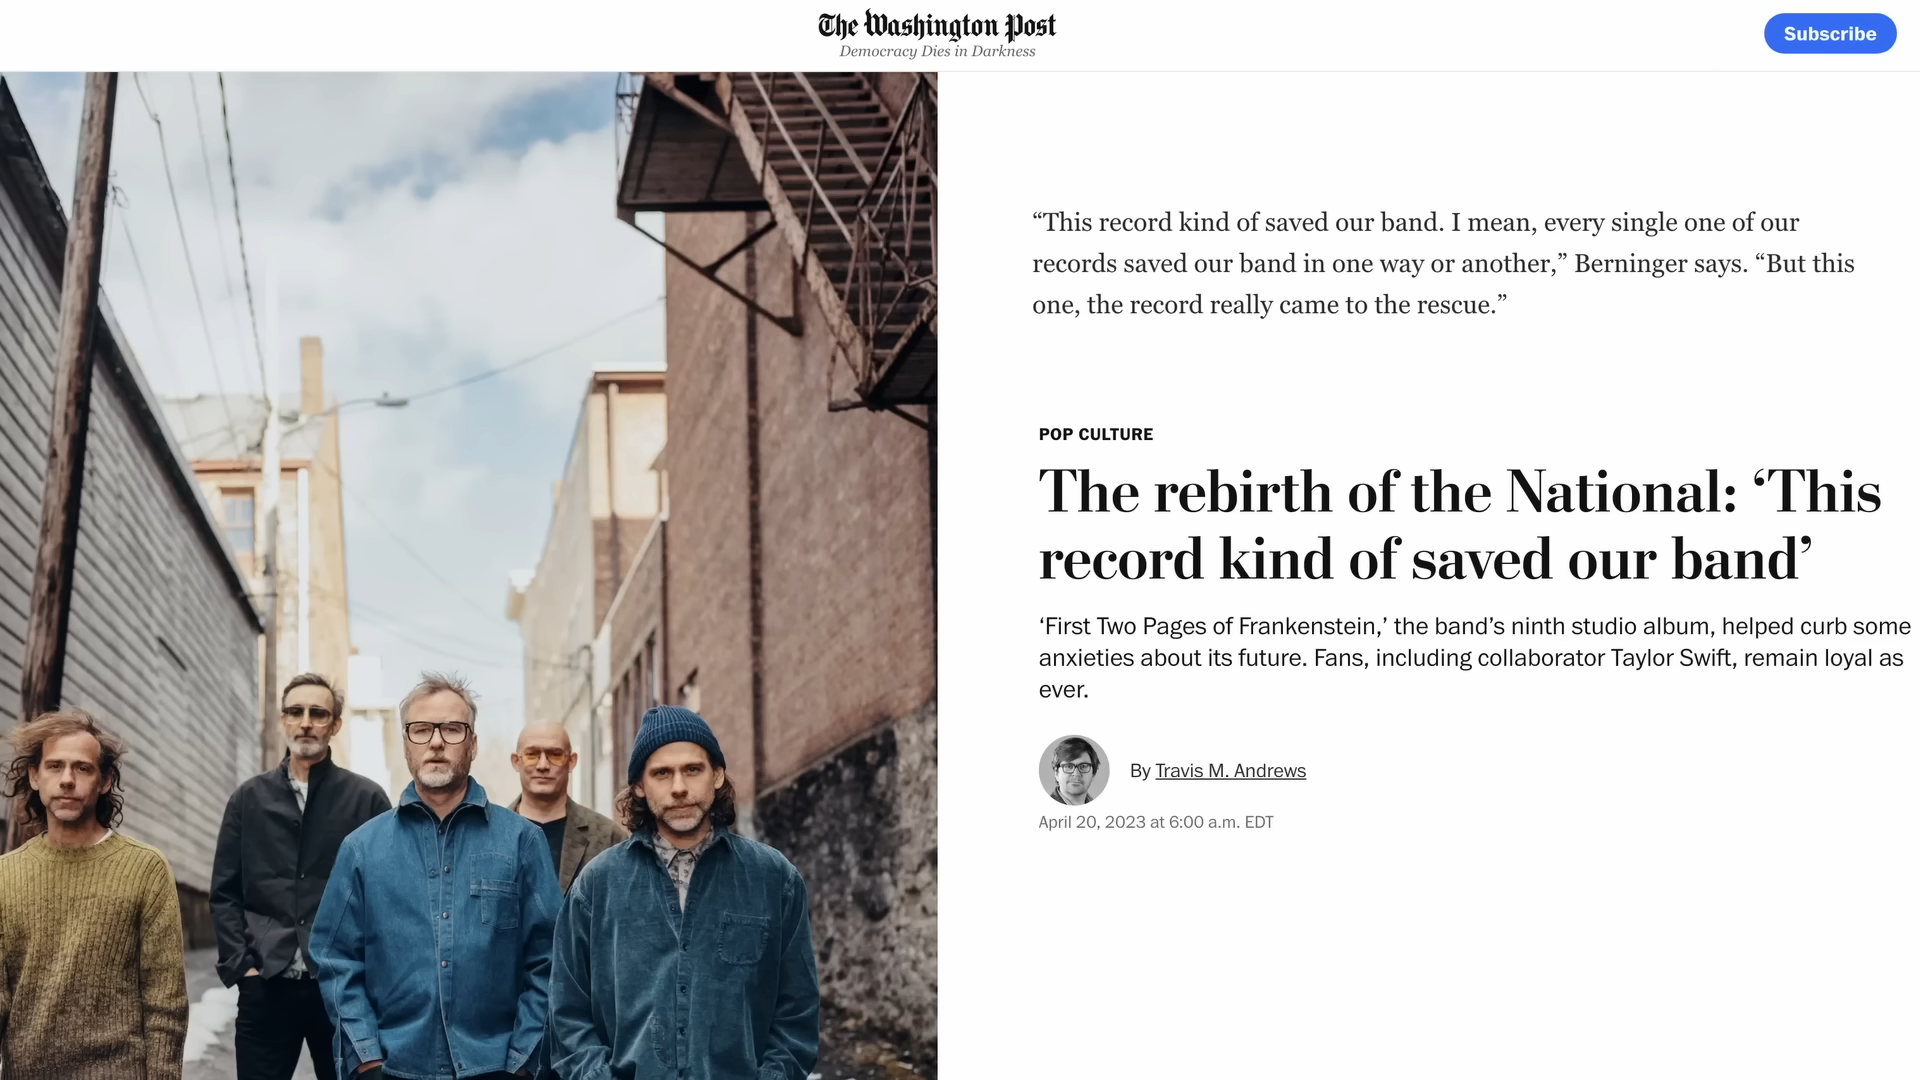 The Washington Post
Democracy Dies in Darkness
Subscribe
“This record kind of saved our band. I mean, every single one of our
records saved our band in one way or another,” Berninger says. “But this
one, the record really came to the rescue.”
POP CULTURE
The rebirth of the National: ‘This
record kind of saved our band’
‘First Two Pages of Frankenstein,’ the band’s ninth studio album, helped curb some
anxieties about its future. Fans, including collaborator Taylor Swift, remain loyal as
ever.
By Travis M. Andrews
April 20, 2023 at 6:00 a.m. EDT